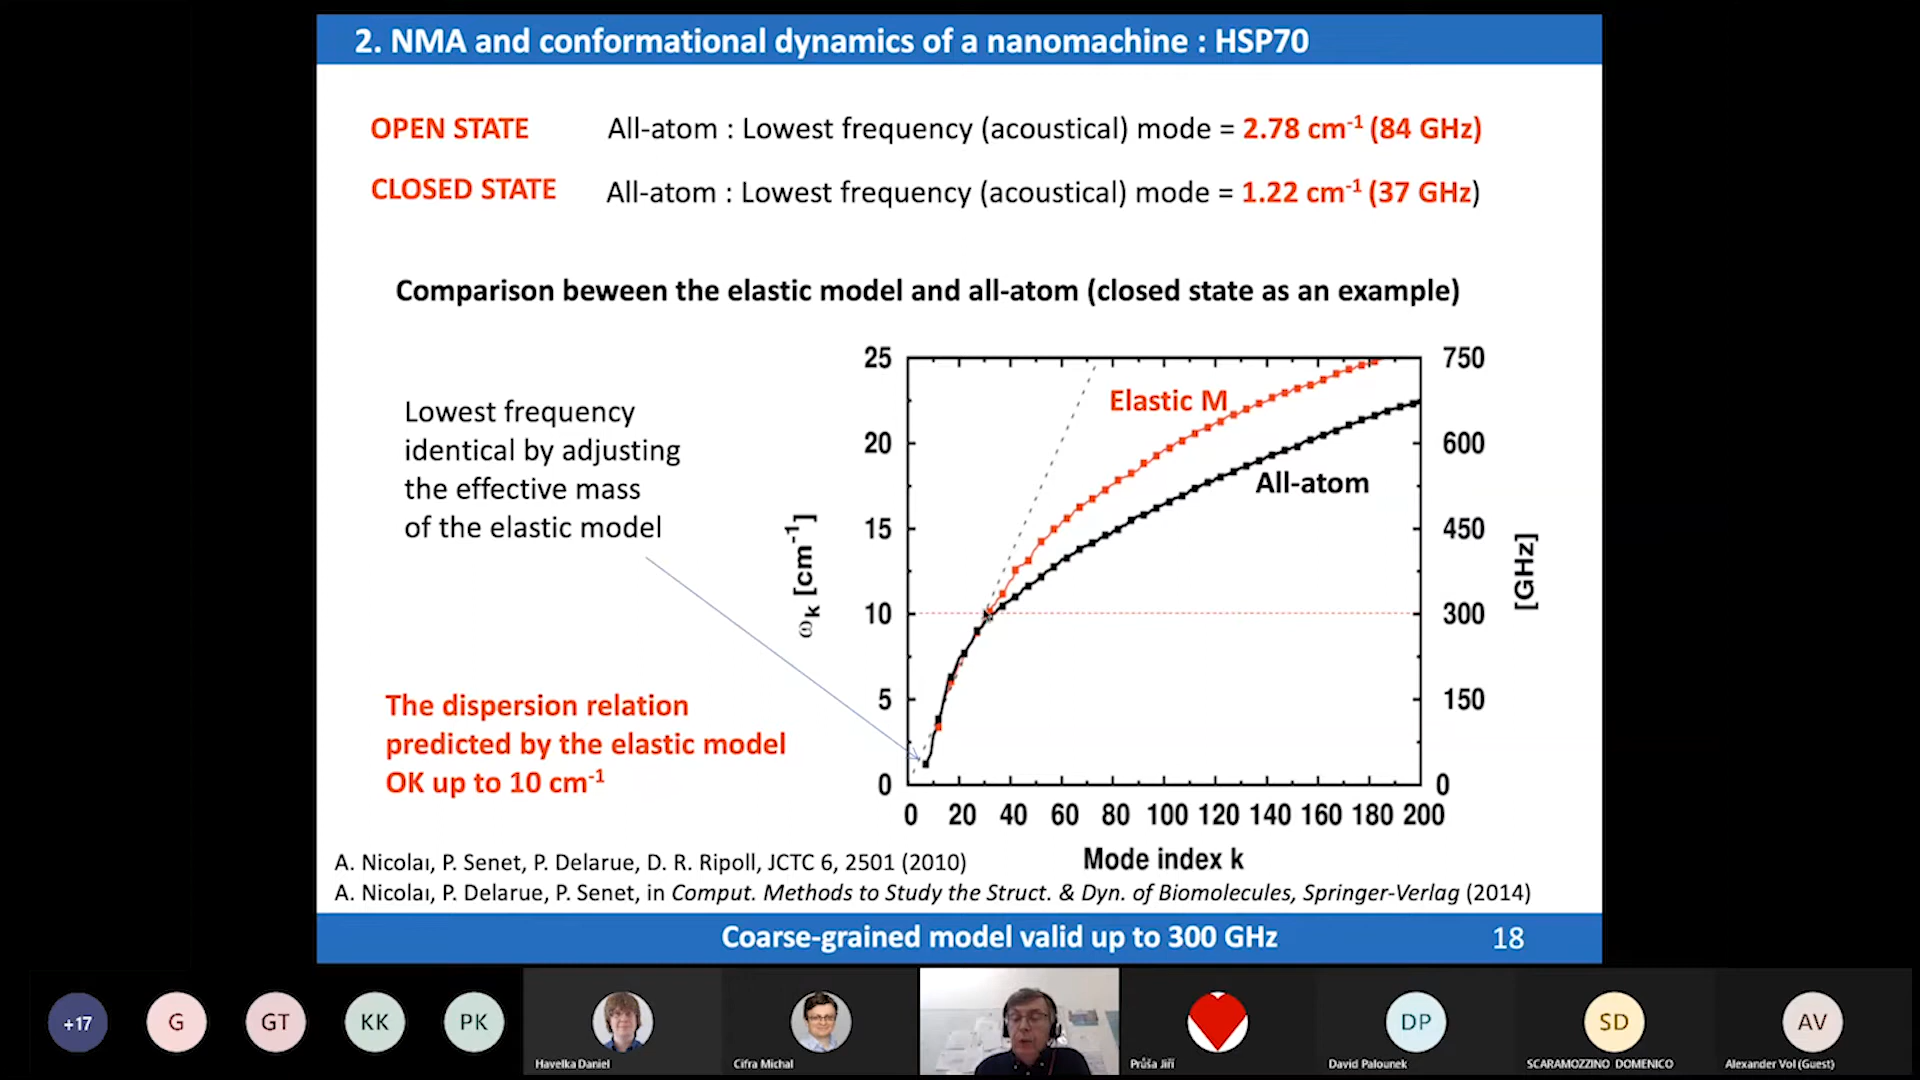 2. NMA and conformational dynamics of a nanomachine : HSP70
OPEN STATE All-atom : Lowest frequency (acoustical) mode = 2.78 cm-1 (84 GHz)
CLOSED STATE All-atom : Lowest frequency (acoustical) mode = 1.22 cm-1 (37 GHz)
Comparison beween the elastic model and all-atom (closed state as an example)
Lowest frequency
identical by adjusting
the effective mass
of the elastic model
The dispersion relation
predicted by the elastic model
OK up to 10 cm-1
25
20
15
10
5
0
ωk [cm-1]
Elastic M
All-atom
750
600
450
300
150
0
[GHz]
0 20 40 60 80 100 120 140 160 180 200
Mode index k
A. Nicolaı, P. Senet, P. Delarue, D. R. Ripoll, JCTC 6, 2501 (2010)
A. Nicolaı, P. Delarue, P. Senet, in Comput. Methods to Study the Struct. & Dyn. of Biomolecules, Springer-Verlag (2014)
Coarse-grained model valid up to 300 GHz 18
+17 G GT KK PK DP SD AV
Havelka Daniel Cifra Michal Průša Jiří David Palounek SCARAMOZZINO DOMENICO Alexander Vol (Guest)